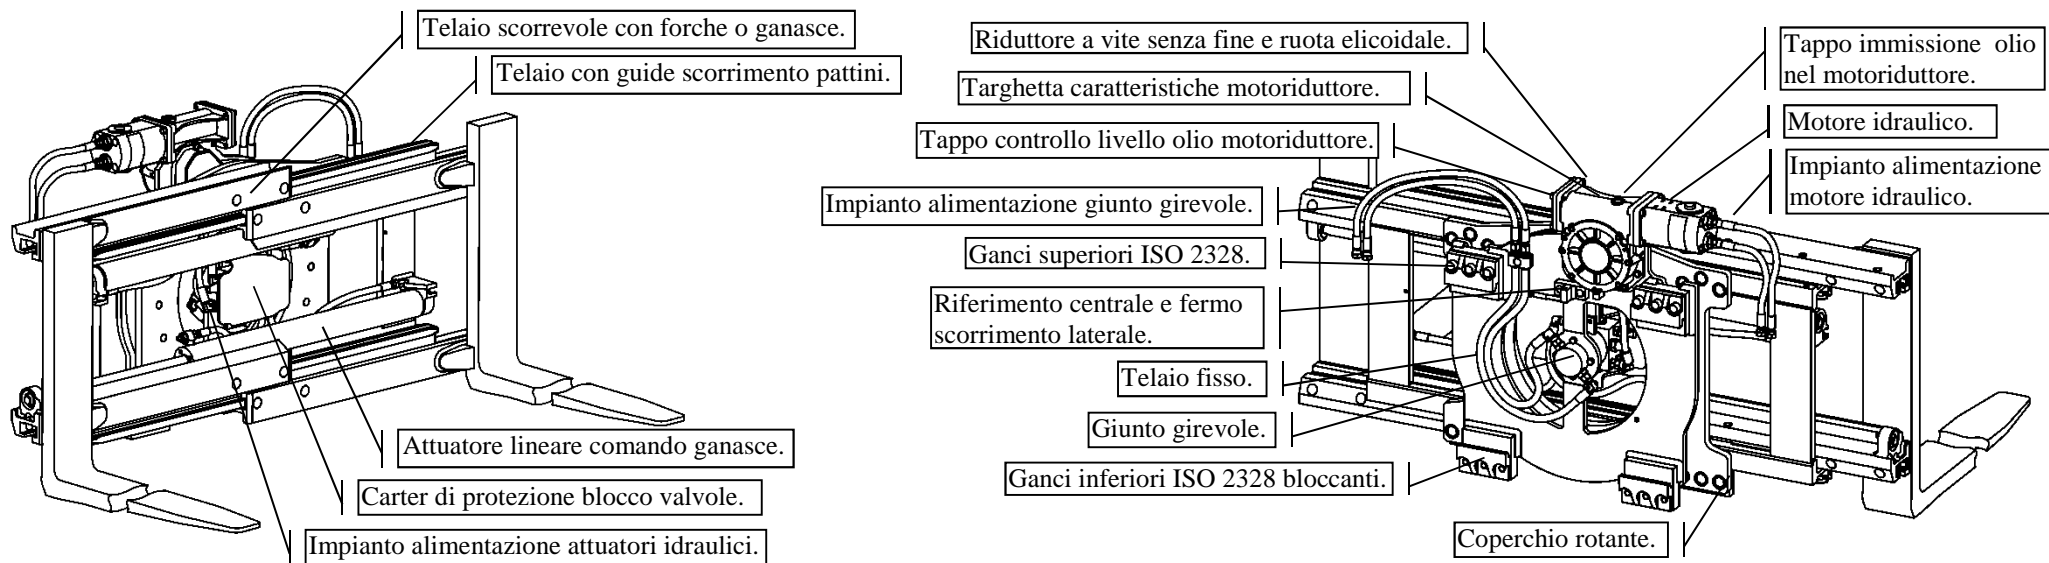 Telaio scorrevole con forche o ganasce.
Telaio con guide scorrimento pattini.
Attuatore lineare comando ganasce.
Carter di protezione blocco valvole.
Impianto alimentazione attuatori idraulici.
Riduttore a vite senza fine e ruota elicoidale.
Targhetta caratteristiche motoriduttore.
Tappo controllo livello olio motoriduttore.
Impianto alimentazione giunto girevole.
Ganci superiori ISO 2328.
Riferimento centrale e fermo
scorrimento laterale.
Telaio fisso.
Giunto girevole.
Ganci inferiori ISO 2328 bloccanti.
Tappo immissione olio
nel motoriduttore.
Motore idraulico.
Impianto alimentazione
motore idraulico.
Coperchio rotante.